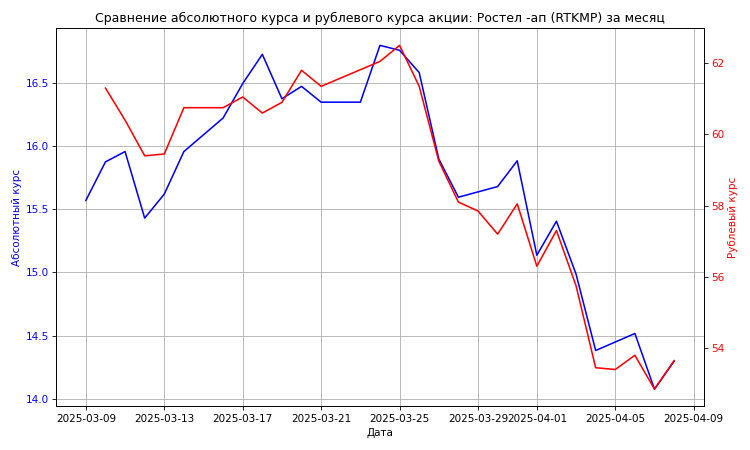 Сравнение абсолютного курса и рублевого курса акции: Ростел -ап (RTKMP) за месяц
Абсолютный курс
16.5
16.0
15.5
15.0
14.5
14.0
62
60
58
56
54
Рублевый курс
2025-03-09 2025-03-13 2025-03-17 2025-03-21 2025-03-25 2025-03-29 2025-04-01 2025-04-05 2025-04-09
Дата